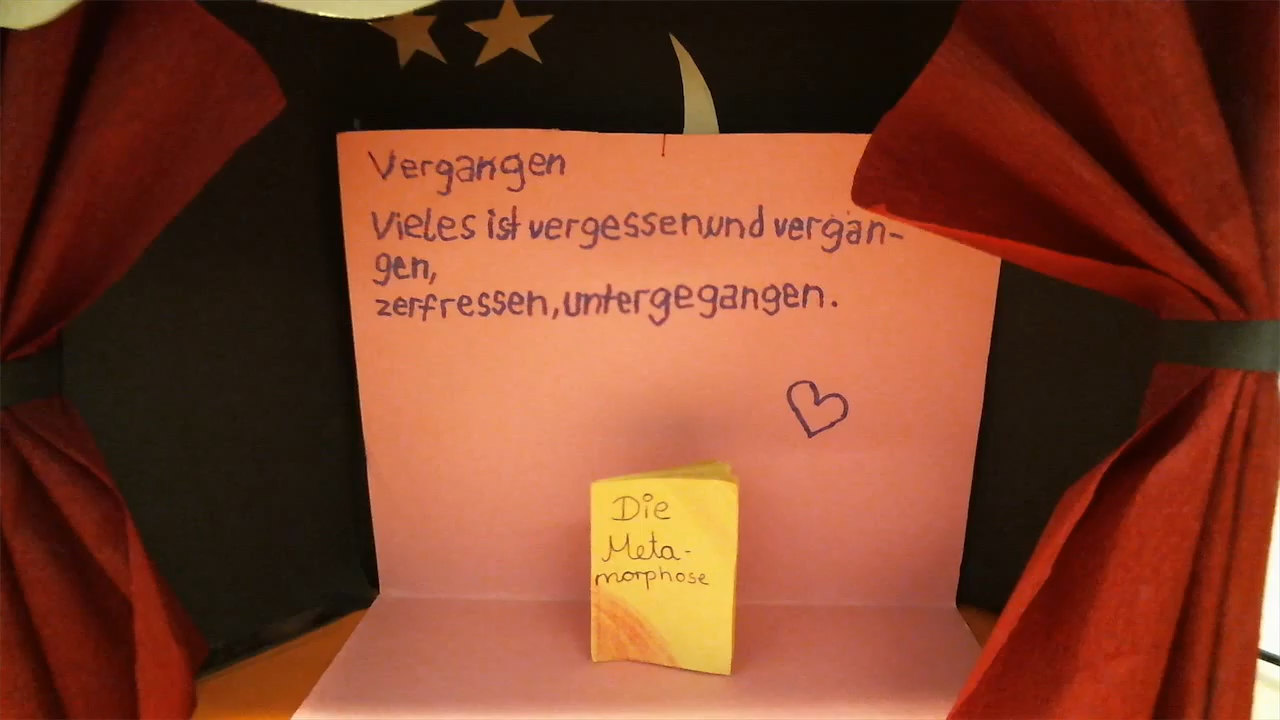 Vergangen
Vieles ist vergessen und vergan-
gen,
zerfressen, untergegangen.
Die
Meta-
morphose